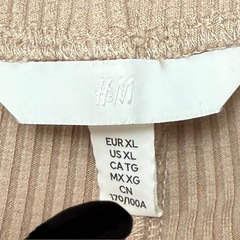 H&M
EUR XL
US XL
CA TG
MX XG
CN
170/100A